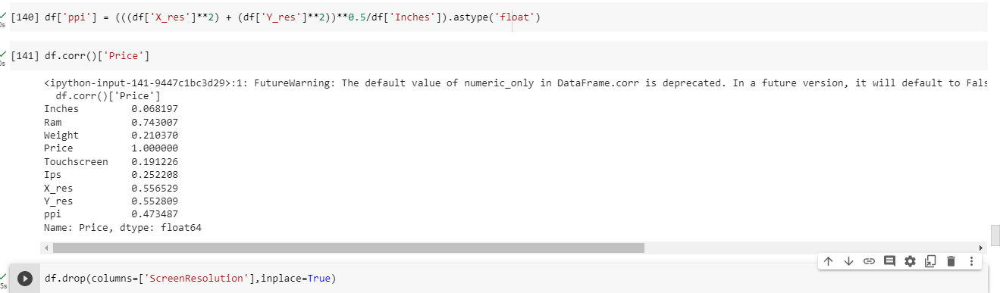 [140] df['ppi'] = (((df['X_res']**2) + (df['Y_res']**2))**0.5/df['Inches']).astype('float')
0s
[141] df.corr()['Price']
0s
<ipython-input-141-9447c1bc3d29>:1: FutureWarning: The default value of numeric_only in DataFrame.corr is deprecated. In a future version, it will default to Fals
df.corr()['Price']
Inches 0.068197
Ram 0.743007
Weight 0.210370
Price 1.000000
Touchscreen 0.191226
Ips 0.252208
X_res 0.556529
Y_res 0.552809
ppi 0.473487
Name: Price, dtype: float64
df.drop(columns=['ScreenResolution'],inplace=True)
5s